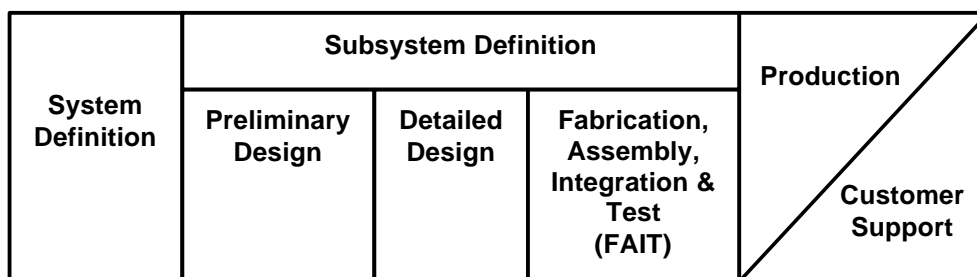 System
Definition
Subsystem Definition
Preliminary
Design
Detailed
Design
Fabrication,
Assembly,
Integration &
Test
(FAIT)
Production
Customer
Support